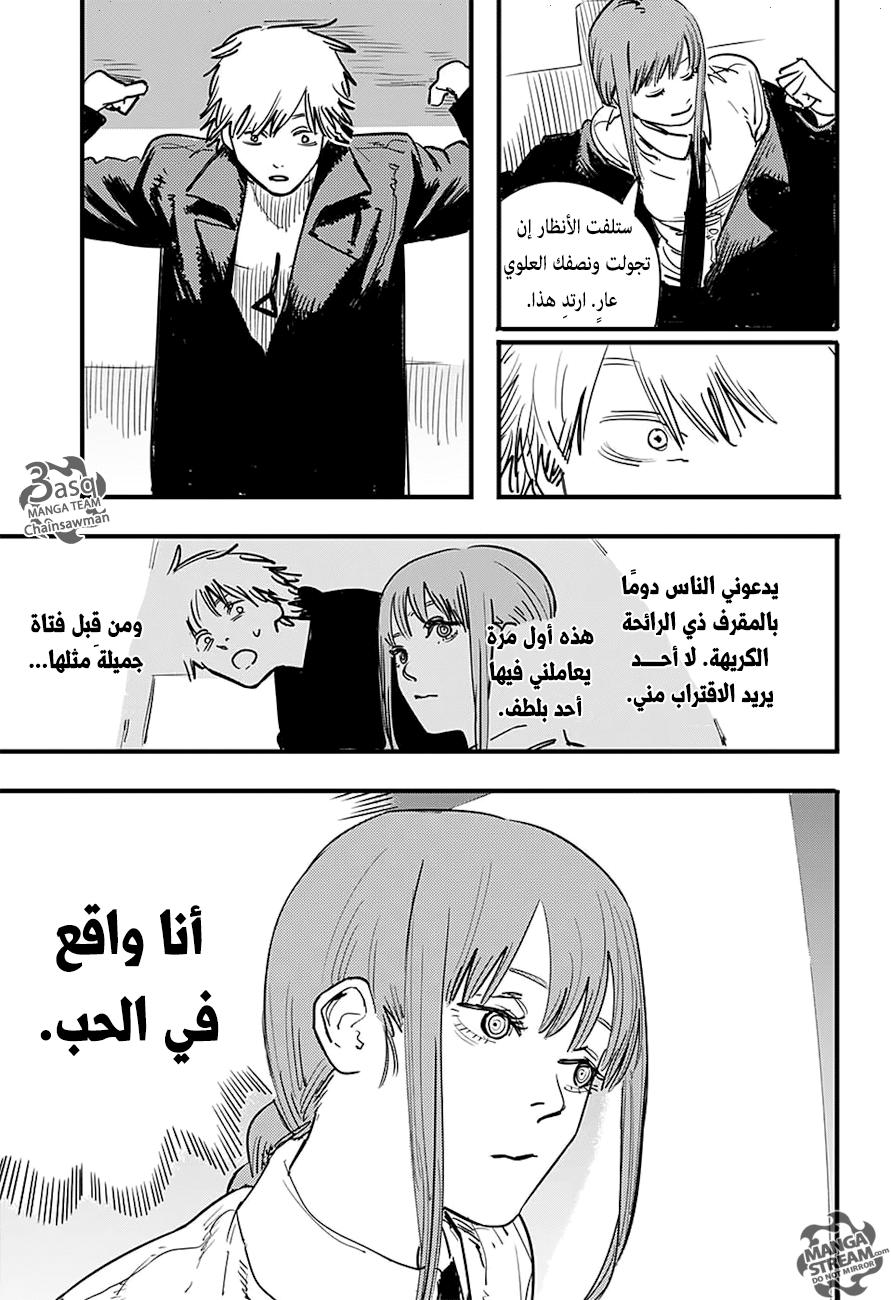 ستلفت الأنظار إن
تجولت ونصفك العلوي
عارٍ. ارتدِ هذا.
يدعوني الناس دومًا
بالمقرف ذي الرائحة
الكريهة. لا أحـــد
يريد الاقتراب مني.
هذه أول مرة
يعاملني فيها
أحد بلطف.
ومن قبل فتاة
جميلة مثلها...
أنا واقع
في الحب.
3asq
MANGA TEAM
Chainsawman
MANGA
STREAM.com
DO NOT MIRROR!